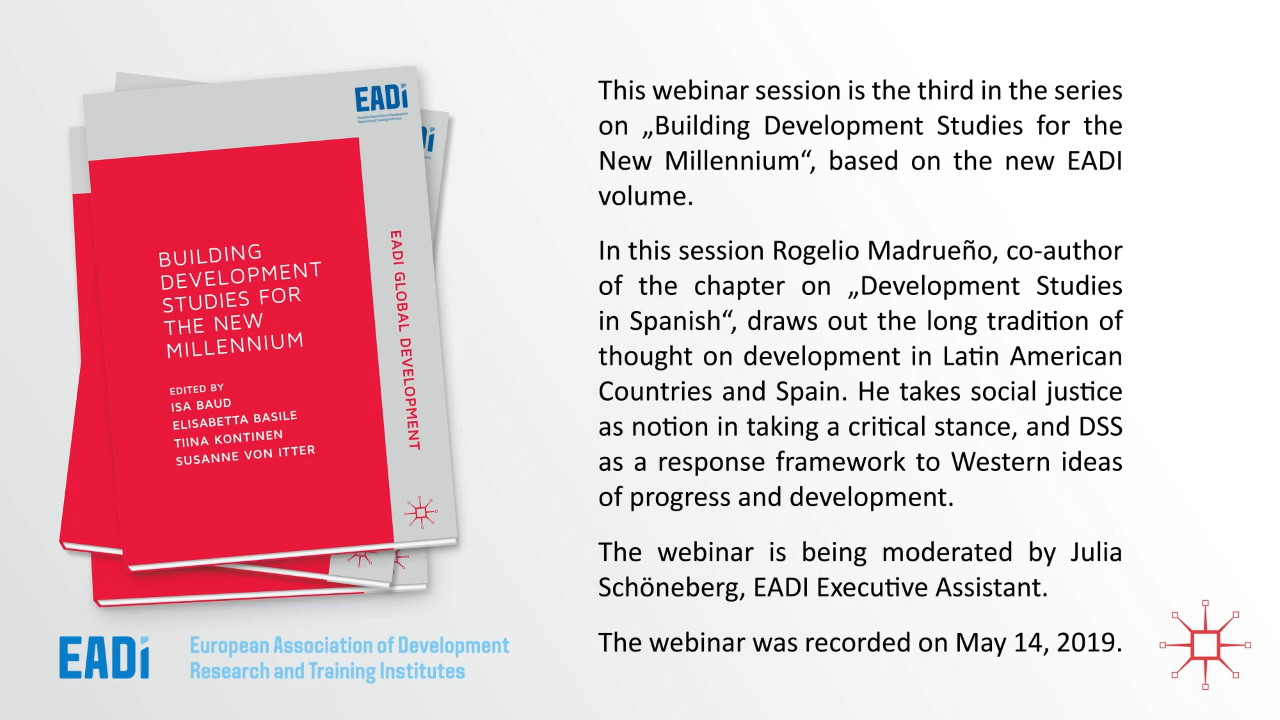 EADi
BUILDING
DEVELOPMENT
STUDIES FOR
THE NEW
MILLENNIUM
EDITED BY
ISA BAUD
ELISABETTA BASILE
TIINA KONTINEN
SUSANNE VON ITTER
EADI GLOBAL DEVELOPMENT
EADi
European Association of Development
Research and Training Institutes
This webinar session is the third in the series
on „Building Development Studies for the
New Millennium“, based on the new EADI
volume.
In this session Rogelio Madrueño, co-author
of the chapter on „Development Studies
in Spanish“, draws out the long tradition of
thought on development in Latin American
Countries and Spain. He takes social justice
as notion in taking a critical stance, and DSS
as a response framework to Western ideas
of progress and development.
The webinar is being moderated by Julia
Schöneberg, EADI Executive Assistant.
The webinar was recorded on May 14, 2019.